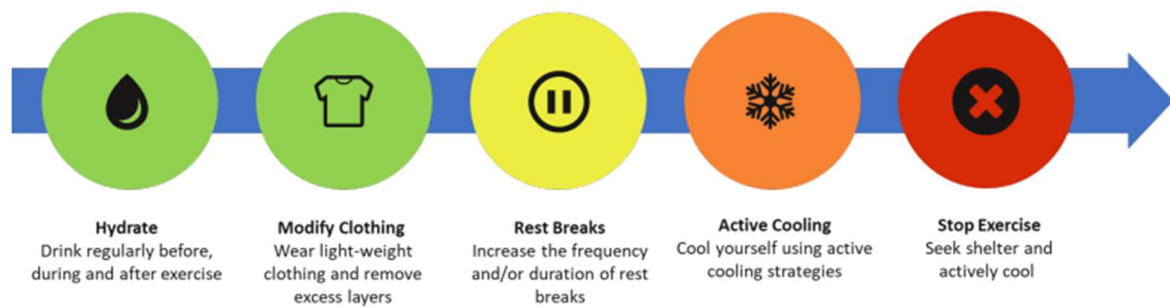 Hydrate
Drink regularly before,
during and after exercise
Modify Clothing
Wear light-weight
clothing and remove
excess layers
Rest Breaks
Increase the frequency
and/or duration of rest
breaks
Active Cooling
Cool yourself using active
cooling strategies
Stop Exercise
Seek shelter and
actively cool